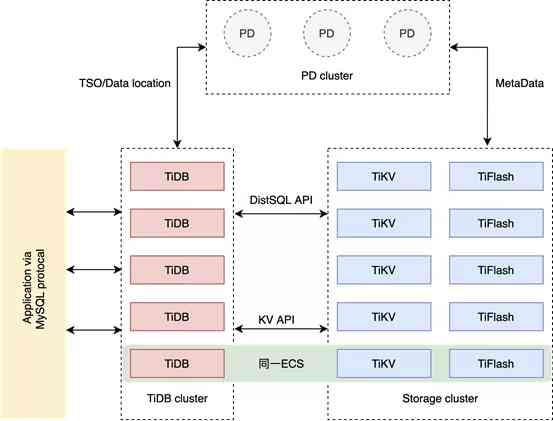 PD PD PD
PD cluster
TSO/Data location
MetaData
TiDB TiKV TiFlash
DistSQL API
TiDB TiKV TiFlash
TiDB TiKV TiFlash
KV API
TiDB TiKV TiFlash
TiDB 同一ECS TiKV TiFlash
TiDB cluster
Storage cluster
Application via
MySQL protocal